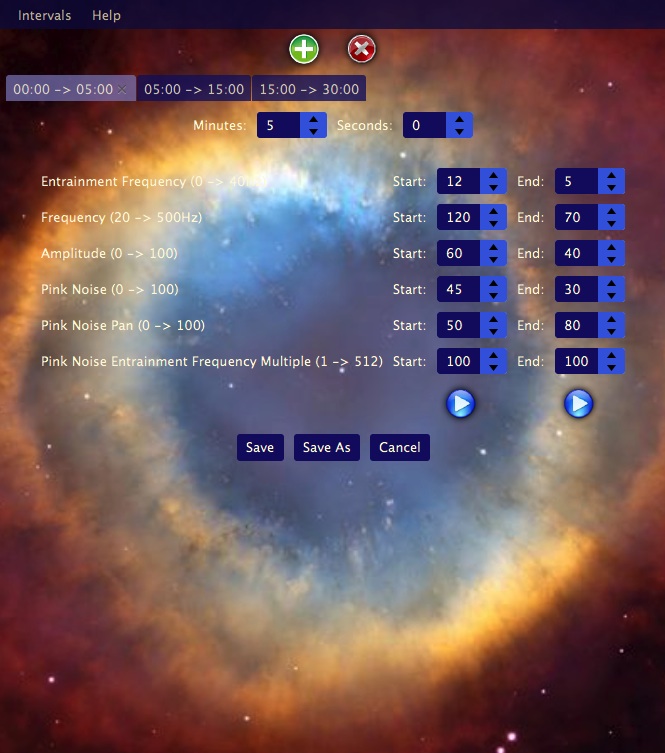 Intervals Help
00:00 -> 05:00 05:00 -> 15:00 15:00 -> 30:00
Minutes: 5 Seconds: 0
Entrainment Frequency (0 -> 40 Start: 12 End: 5
Frequency (20 -> 500Hz) Start: 120 End: 70
Amplitude (0 -> 100) Start: 60 End: 40
Pink Noise (0 -> 100) Start: 45 End: 30
Pink Noise Pan (0 -> 100) Start: 50 End: 80
Pink Noise Entrainment Frequency Multiple (1 -> 512) Start: 100 End: 100
Save Save As Cancel